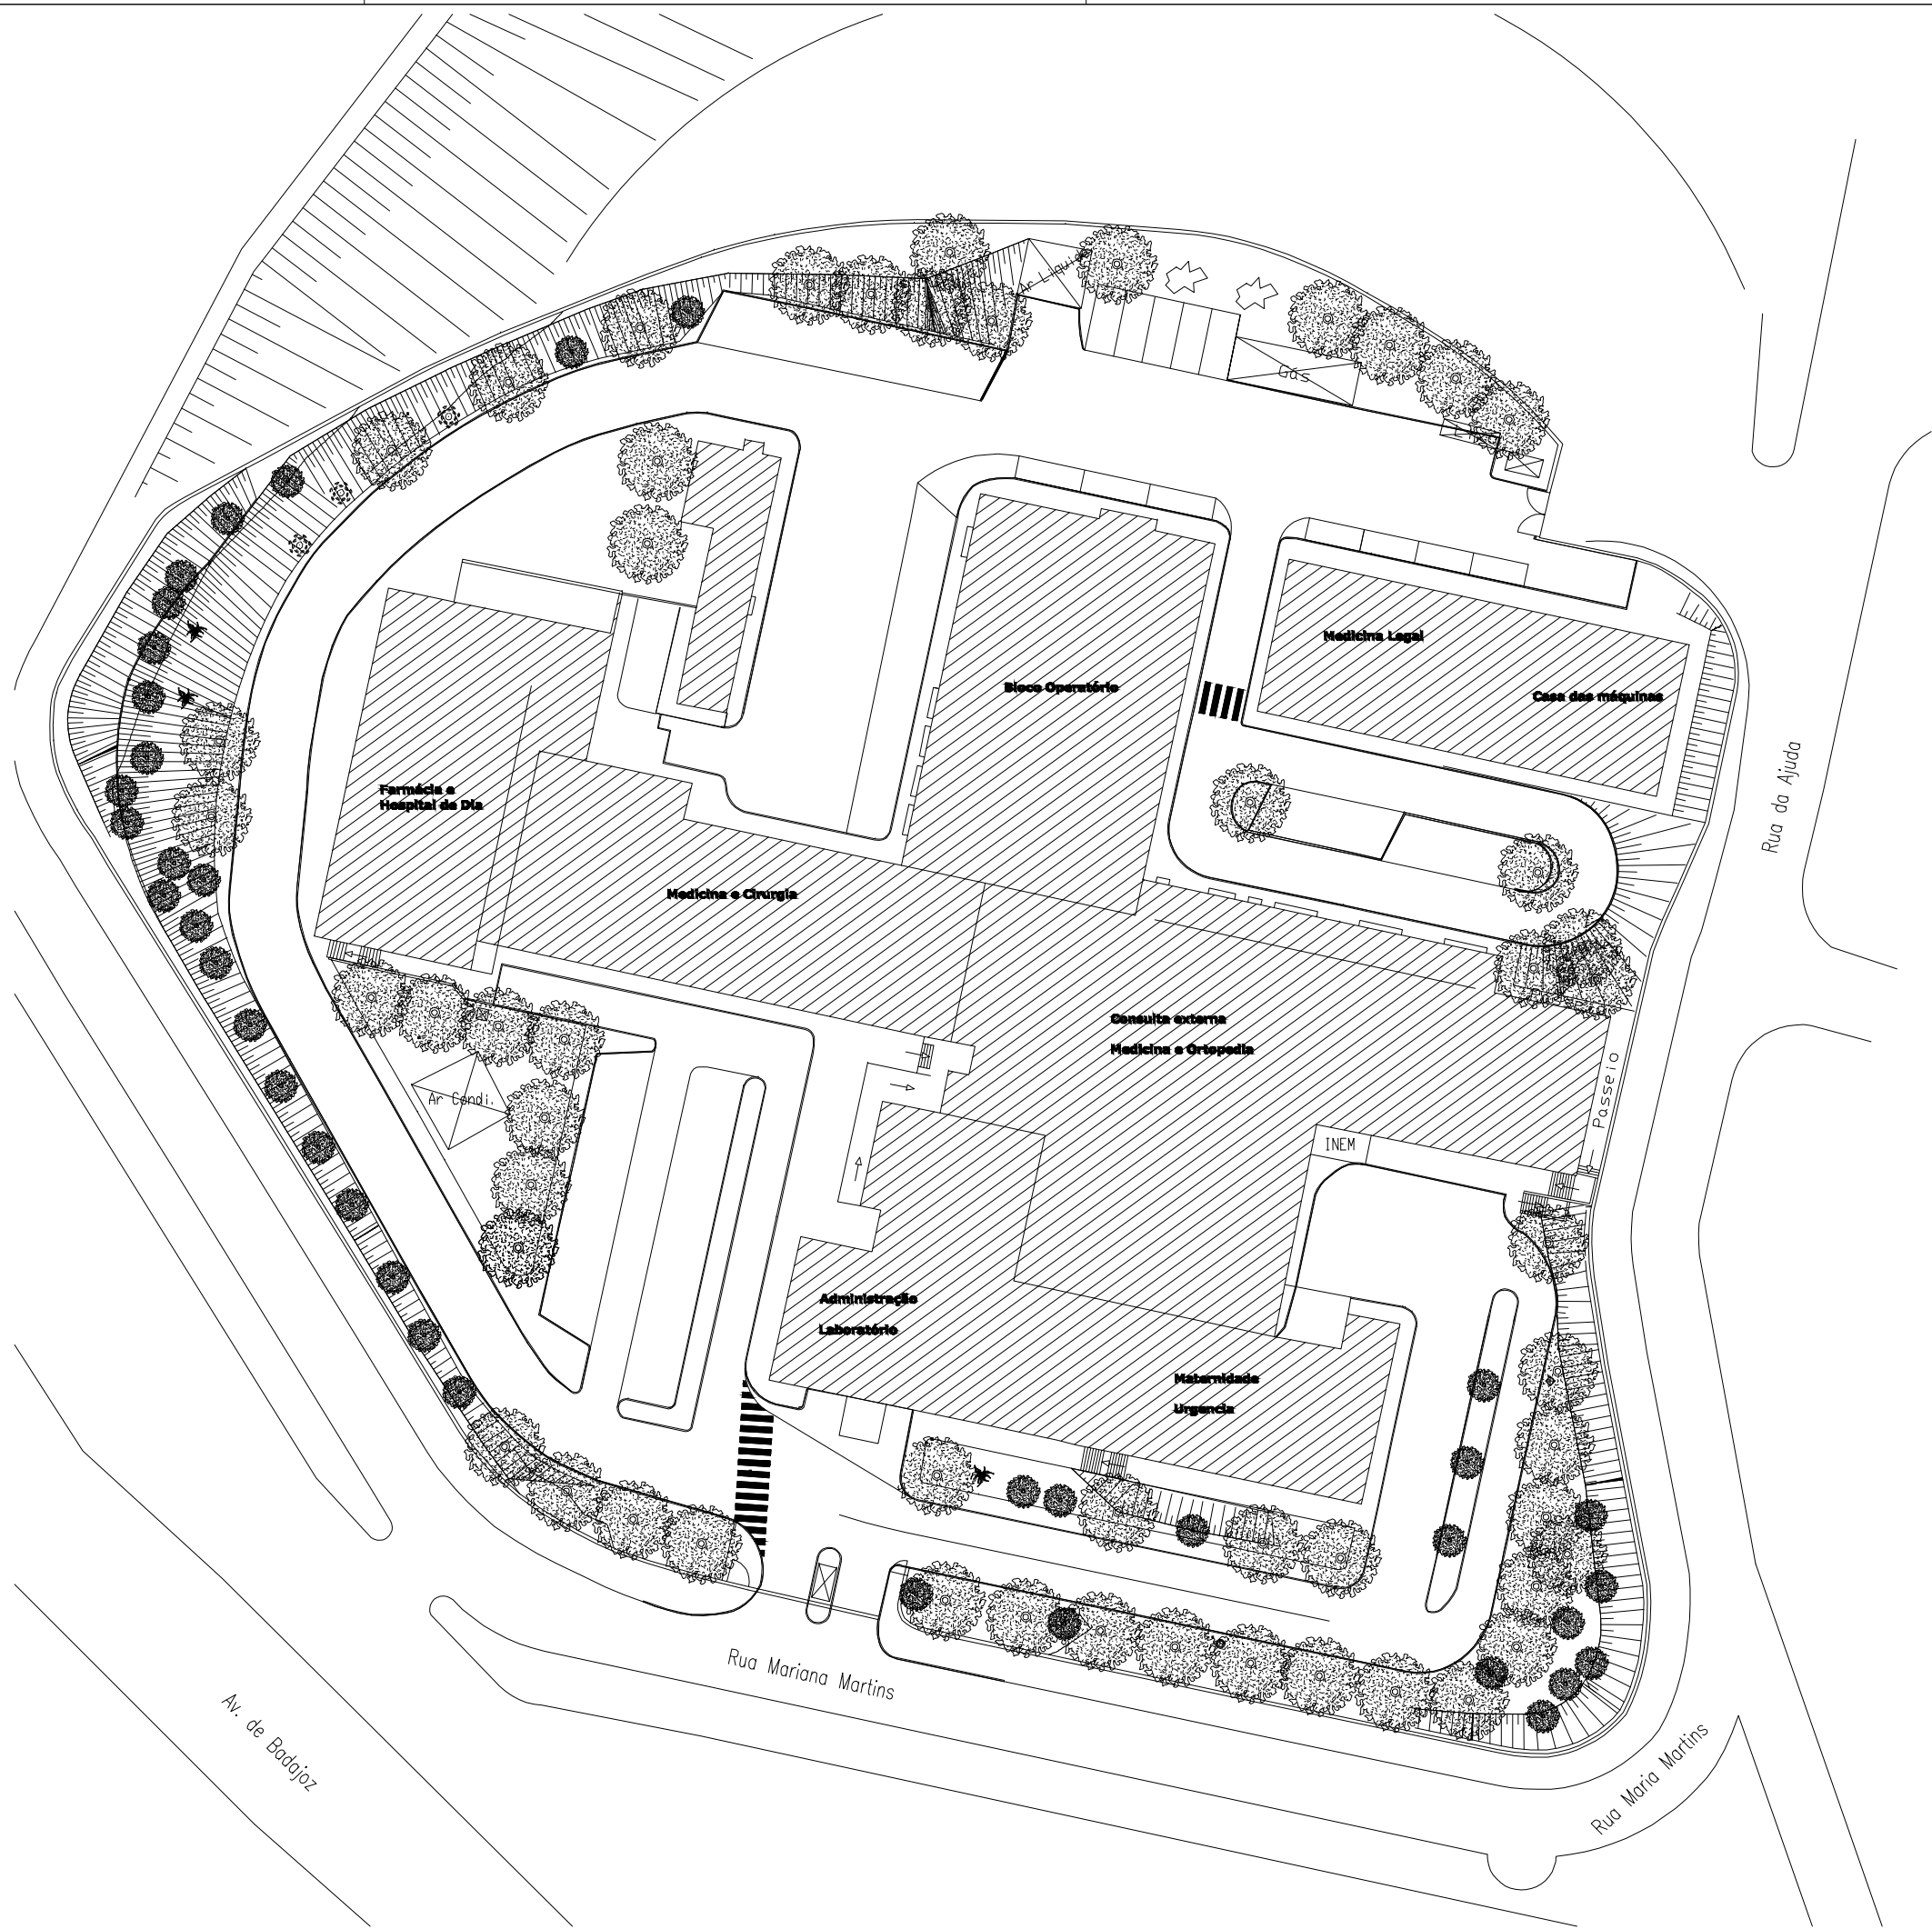 Ar Liquido
Gás
Medicina Legal
Bloco Operatório
Casa das máquinas
Rua da Ajuda
Farmácia e
Hospital de Dia
Medicina e Cirurgia
Consulta externa
Medicina e Ortopedia
Passeio
Ar Condi.
INEM
Administração
Laboratório
Maternidade
Urgencia
Rua Mariana Martins
Av. de Badajoz
Rua Maria Martins